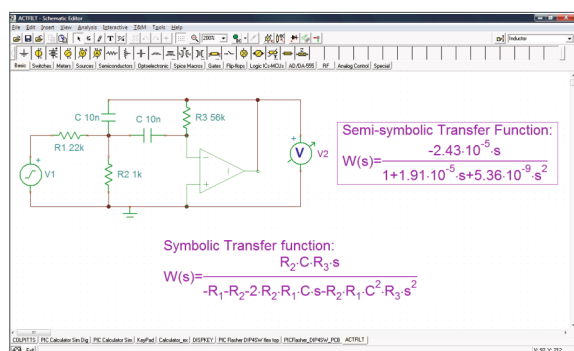 ACTFILT - Schematic Editor
File Edit Insert View Analysis Interactive T&M Tools Help
200%
Inductor
Basic Switches Meters Sources Semiconductors Optoelectronic Spice Macros Gates Flip-flops Logic ICs-MCUs AD/DA-555 RF Analog Control Special
C 10n
C 10n
R3 56k
R1 22k
R2 1k
V1
V
V2
Semi-symbolic Transfer Function:
W(s)= -2.43·10⁻⁵·s
1+1.91·10⁻⁵·s+5.36·10⁻⁹·s²
Symbolic Transfer function:
W(s)= R₂·C·R₃·s
-R₁-R₂-2·R₂·R₁·C·s-R₂·R₁·C²·R₃·s²
COLPITTS PIC Calculator Sim Dig PIC Calculator Sim KeyPad Calculator_ex DISPKEY PIC Flasher DIP4SW flex top PICFlasher_DIP4SW_PCB ACTFILT